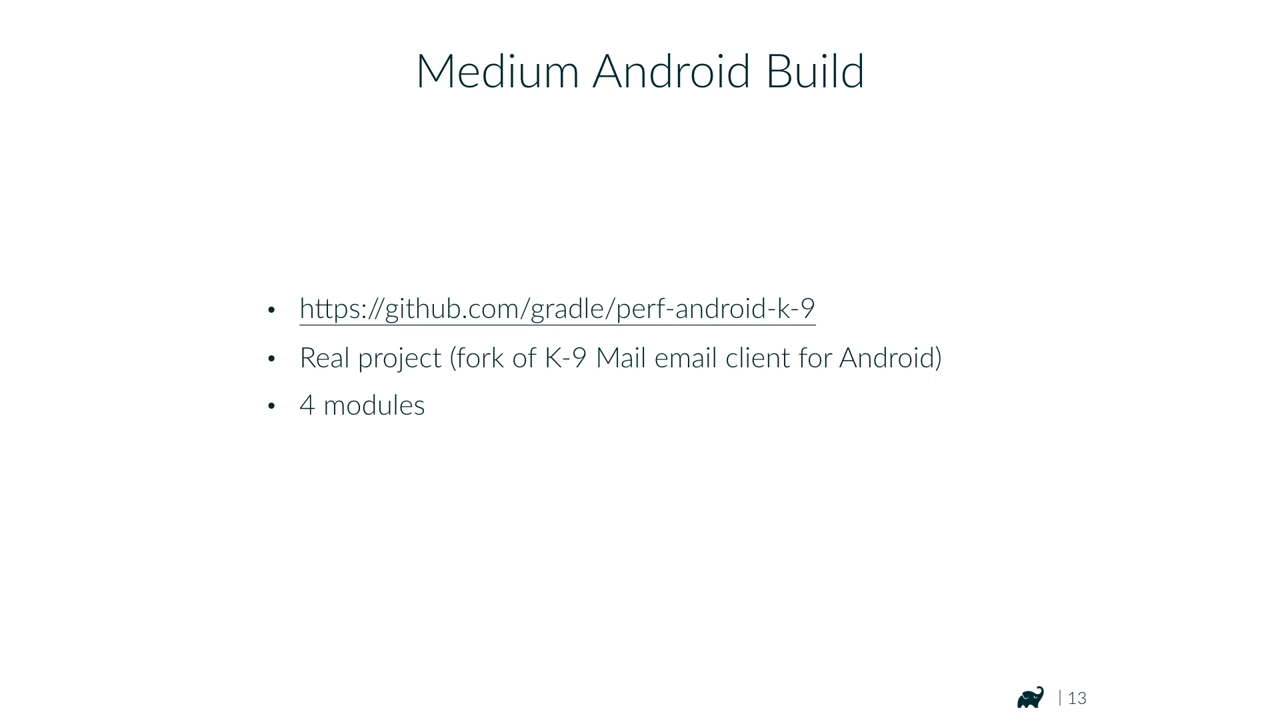 Medium Android Build
• https://github.com/gradle/perf-android-k-9
• Real project (fork of K-9 Mail email client for Android)
• 4 modules
| 13